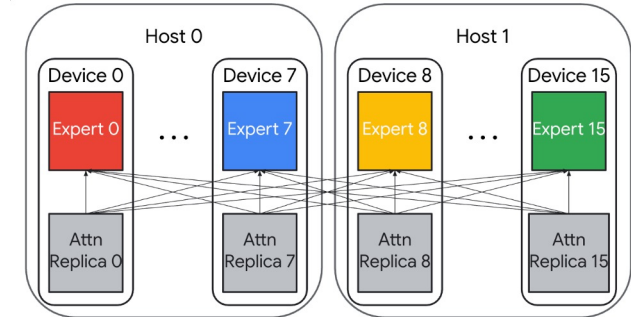 Host 0
Host 1
Device 0
Device 7
Device 8
Device 15
Expert 0
...
Expert 7
Expert 8
...
Expert 15
Attn
Replica 0
Attn
Replica 7
Attn
Replica 8
Attn
Replica 15